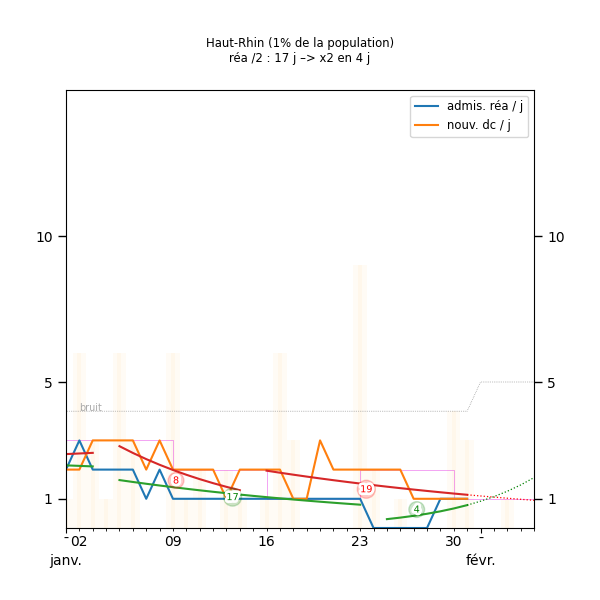 Haut-Rhin (1% de la population)
réa /2 : 17 j –> x2 en 4 j
admis. réa / j
nouv. dc / j
10 10
5 5
bruit
8
19
17
4
1 1
02 09 16 23 30 -
janv. févr.